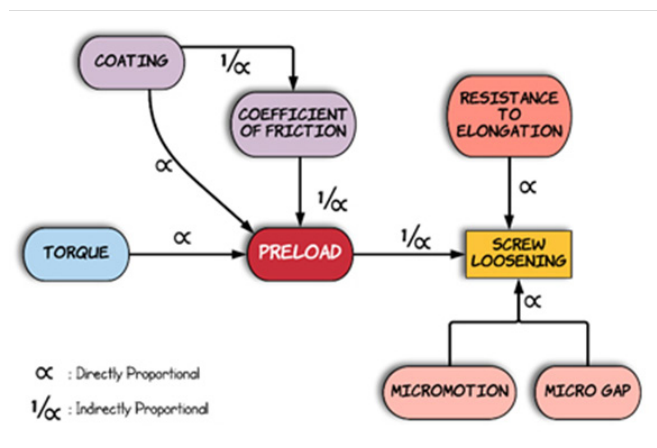 COATING
1/∝
COEFFICIENT
OF FRICTION
RESISTANCE
TO
ELONGATION
∝
1/∝
∝
TORQUE
∝
PRELOAD
1/∝
SCREW
LOOSENING
∝
MICROMOTION
MICRO GAP
∝ : Directly Proportional
1/∝ : Indirectly Proportional